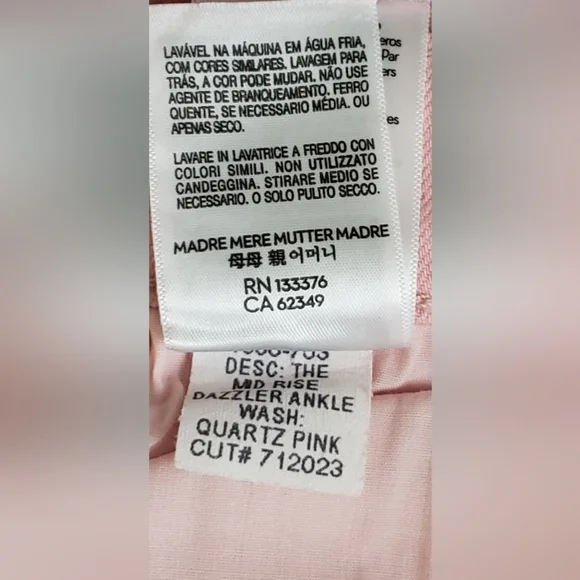 LAVÁVEL NA MÁQUINA EM ÁGUA FRIA,
COM CORES SIMILARES. LAVAGEM PARA
TRÁS, A COR PODE MUDAR. NÃO USE
AGENTE DE BRANQUEAMENTO. FERRO
QUENTE, SE NECESSARIO MÉDIA. OU
APENAS SECO.
LAVARE IN LAVATRICE A FREDDO CON
COLORI SIMILI. NON UTILIZZATO
CANDEGGINA. STIRARE MEDIO SE
NECESSARIO. O SOLO PULITO SECCO.
MADRE MERE MUTTER MADRE
母母 親 어머니
RN 133376
CA 62349
DESC: THE
MID RISE
DAZZLER ANKLE
WASH:
QUARTZ PINK
CUT# 712023